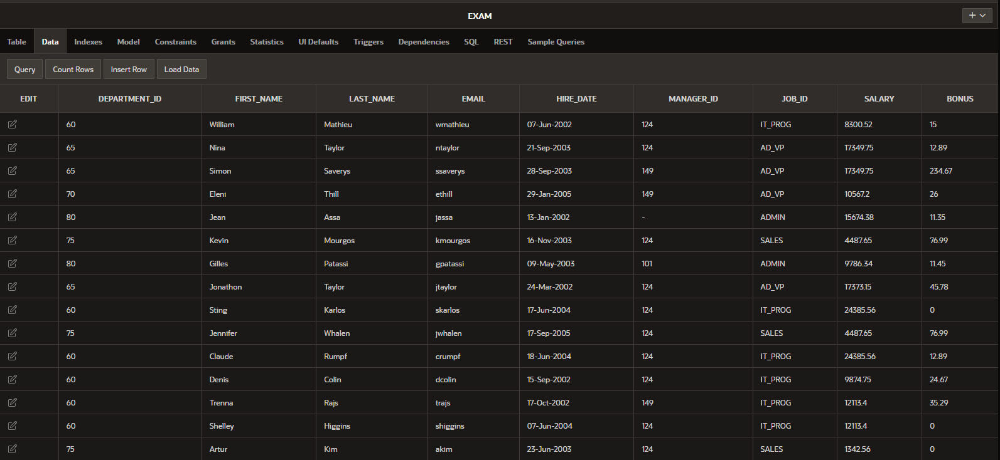 EXAM
Table Data Indexes Model Constraints Grants Statistics UI Defaults Triggers Dependencies SQL REST Sample Queries
Query Count Rows Insert Row Load Data
EDIT DEPARTMENT_ID FIRST_NAME LAST_NAME EMAIL HIRE_DATE MANAGER_ID JOB_ID SALARY BONUS
60 William Mathieu wmathieu 07-Jun-2002 124 IT_PROG 8300.52 15
65 Nina Taylor ntaylor 21-Sep-2003 124 AD_VP 17349.75 12.89
65 Simon Saverys ssaverys 28-Sep-2003 149 AD_VP 17349.75 234.67
70 Eleni Thill ethill 29-Jan-2005 149 AD_VP 10567.2 26
80 Jean Assa jassa 13-Jan-2002 - ADMIN 15674.38 11.35
75 Kevin Mourgos kmourgos 16-Nov-2003 124 SALES 4487.65 76.99
80 Gilles Patassi gpatassi 09-May-2003 101 ADMIN 9786.34 11.45
65 Jonathon Taylor jtaylor 24-Mar-2002 124 AD_VP 17373.15 45.78
60 Sting Karlos skarlos 17-Jun-2004 124 IT_PROG 24385.56 0
75 Jennifer Whalen jwhalen 17-Sep-2005 124 SALES 4487.65 76.99
60 Claude Rumpf crumpf 18-Jun-2004 124 IT_PROG 24385.56 12.89
60 Denis Colin dcolin 15-Sep-2002 124 IT_PROG 9874.75 24.67
60 Trenna Rajs trajs 17-Oct-2002 149 IT_PROG 12113.4 35.29
60 Shelley Higgins shiggins 07-Jun-2004 124 IT_PROG 12113.4 0
75 Artur Kim akim 23-Jun-2003 124 SALES 1342.56 0